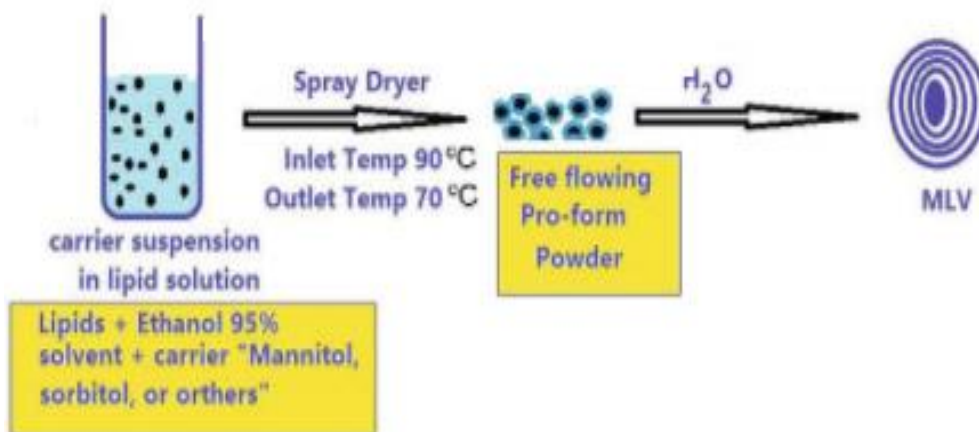 Spray Dryer
Inlet Temp 90 °C
Outlet Temp 70 °C
H₂O
Free flowing
Pro-form
Powder
MLV
carrier suspension
in lipid solution
Lipids + Ethanol 95%
solvent + carrier "Mannitol,
sorbitol, or orthers"